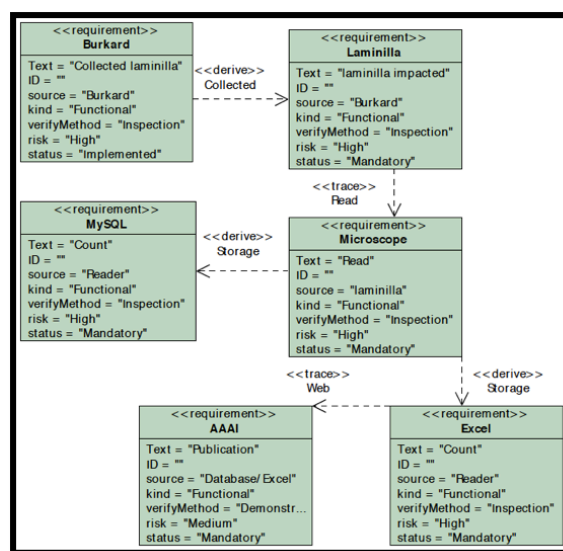 <<requirement>>
Burkard
Text = "Collected laminilla"
ID = ""
source = "Burkard"
kind = "Functional"
verifyMethod = "Inspection"
risk = "High"
status = "Implemented"
<<derive>>
Collected
<<requirement>>
Laminilla
Text = "laminilla impacted"
ID = ""
source = "Burkard"
kind = "Functional"
verifyMethod = "Inspection"
risk = "High"
status = "Mandatory"
<<trace>>
Read
<<requirement>>
MySQL
Text = "Count"
ID = ""
source = "Reader"
kind = "Functional"
verifyMethod = "Inspection"
risk = "High"
status = "Mandatory"
<<derive>>
Storage
<<requirement>>
Microscope
Text = "Read"
ID = ""
source = "laminilla"
kind = "Functional"
verifyMethod = "Inspection"
risk = "High"
status = "Mandatory"
<<trace>>
Web
<<derive>>
Storage
<<requirement>>
AAAI
Text = "Publication"
ID = ""
source = "Database/Excel"
kind = "Functional"
verifyMethod = "Demonstr...
risk = "Medium"
status = "Mandatory"
<<requirement>>
Excel
Text = "Count"
ID = ""
source = "Reader"
kind = "Functional"
verifyMethod = "Inspection"
risk = "High"
status = "Mandatory"